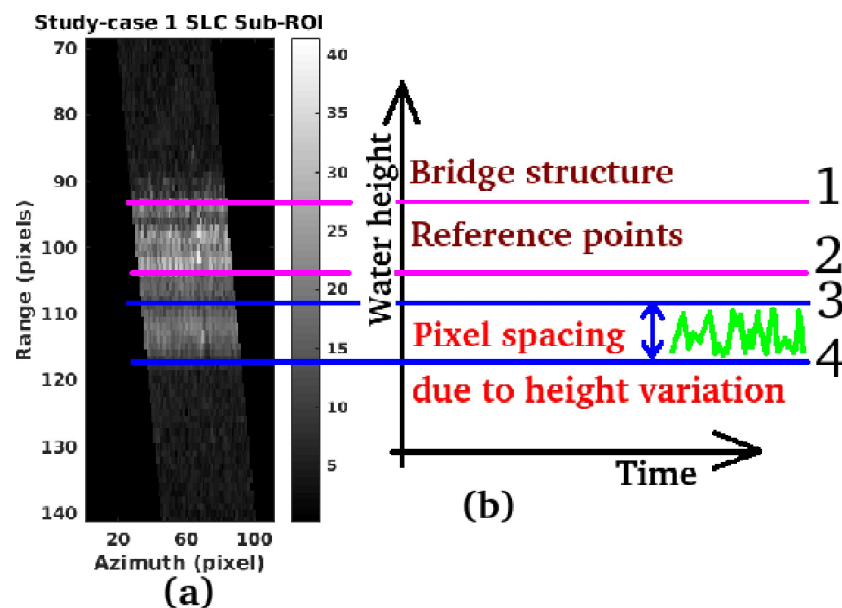 Study-case 1 SLC Sub-ROI
70
80
90
100
110
120
130
140
Range (pixels)
20 60 100
Azimuth (pixel)
(a)
40
35
30
25
20
15
10
5
Water height
Bridge structure
1
Reference points
2
3
Pixel spacing
4
due to height variation
Time
(b)